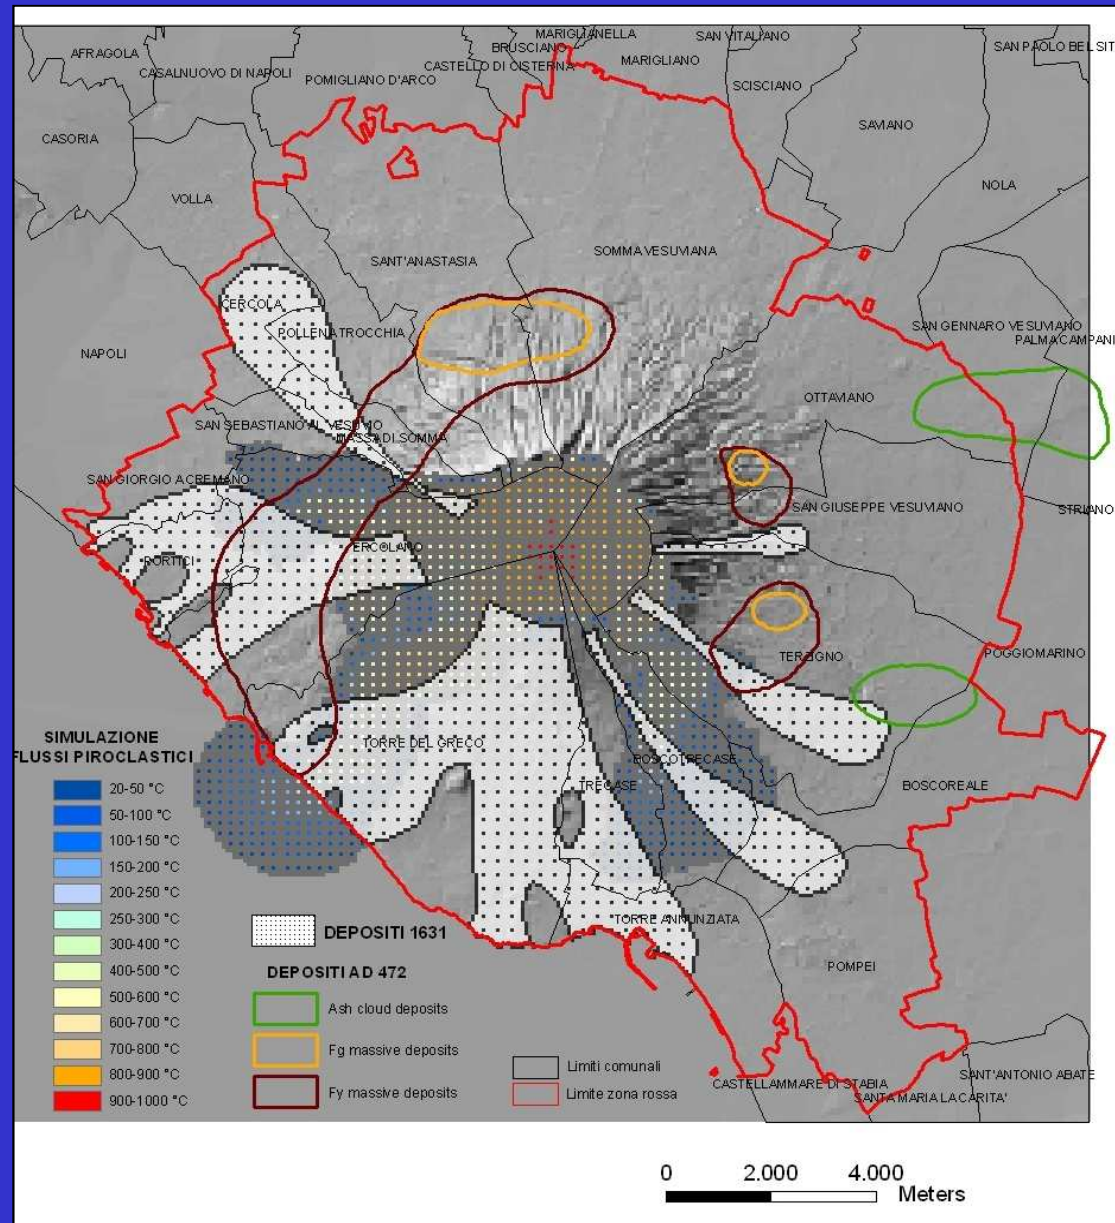 MARIGLIANELLA
SAN VITALIANO
BRUSCIANO
SAN PAOLO BEL SIT
AFRAGOLA
CASTELLO DI CISTERNA
MARIGLIANO
CASALNUOVO DI NAPOLI
POMIGLIANO D'ARCO
SCISCIANO
CASORIA
SAVIANO
VOLLA
NOLA
SANT'ANASTASIA
SOMMA VESUVIANA
CERCOLA
POLLENA TROCCHIA
SAN GENNARO VESUVIANO
PALMA CAMPANI
NAPOLI
OTTAVIANO
SAN SEBASTIANO AL VESUVIO
MASSA DI SOMMA
SAN GIORGIO A CREMANO
SAN GIUSEPPE VESUVIANO
STRIANO
ERCOLANO
PORTICI
TERZIGNO
POGGIOMARINO
TORRE DEL GRECO
BOSCOTRECASE
TRECASE
BOSCOREALE
TORRE ANNUNZIATA
POMPEI
CASTELLAMMARE DI STABIA
SANT'ANTONIO ABATE
SANTA MARIA LA CARITA'
SIMULAZIONE
FLUSSI PIROCLASTICI
20-50 °C
50-100 °C
100-150 °C
150-200 °C
200-250 °C
250-300 °C
300-400 °C
400-500 °C
500-600 °C
600-700 °C
700-800 °C
800-900 °C
900-1000 °C
DEPOSITI 1631
DEPOSITI AD 472
Ash cloud deposits
Fg massive deposits
Fy massive deposits
Limiti comunali
Limite zona rossa
0 2.000 4.000
Meters